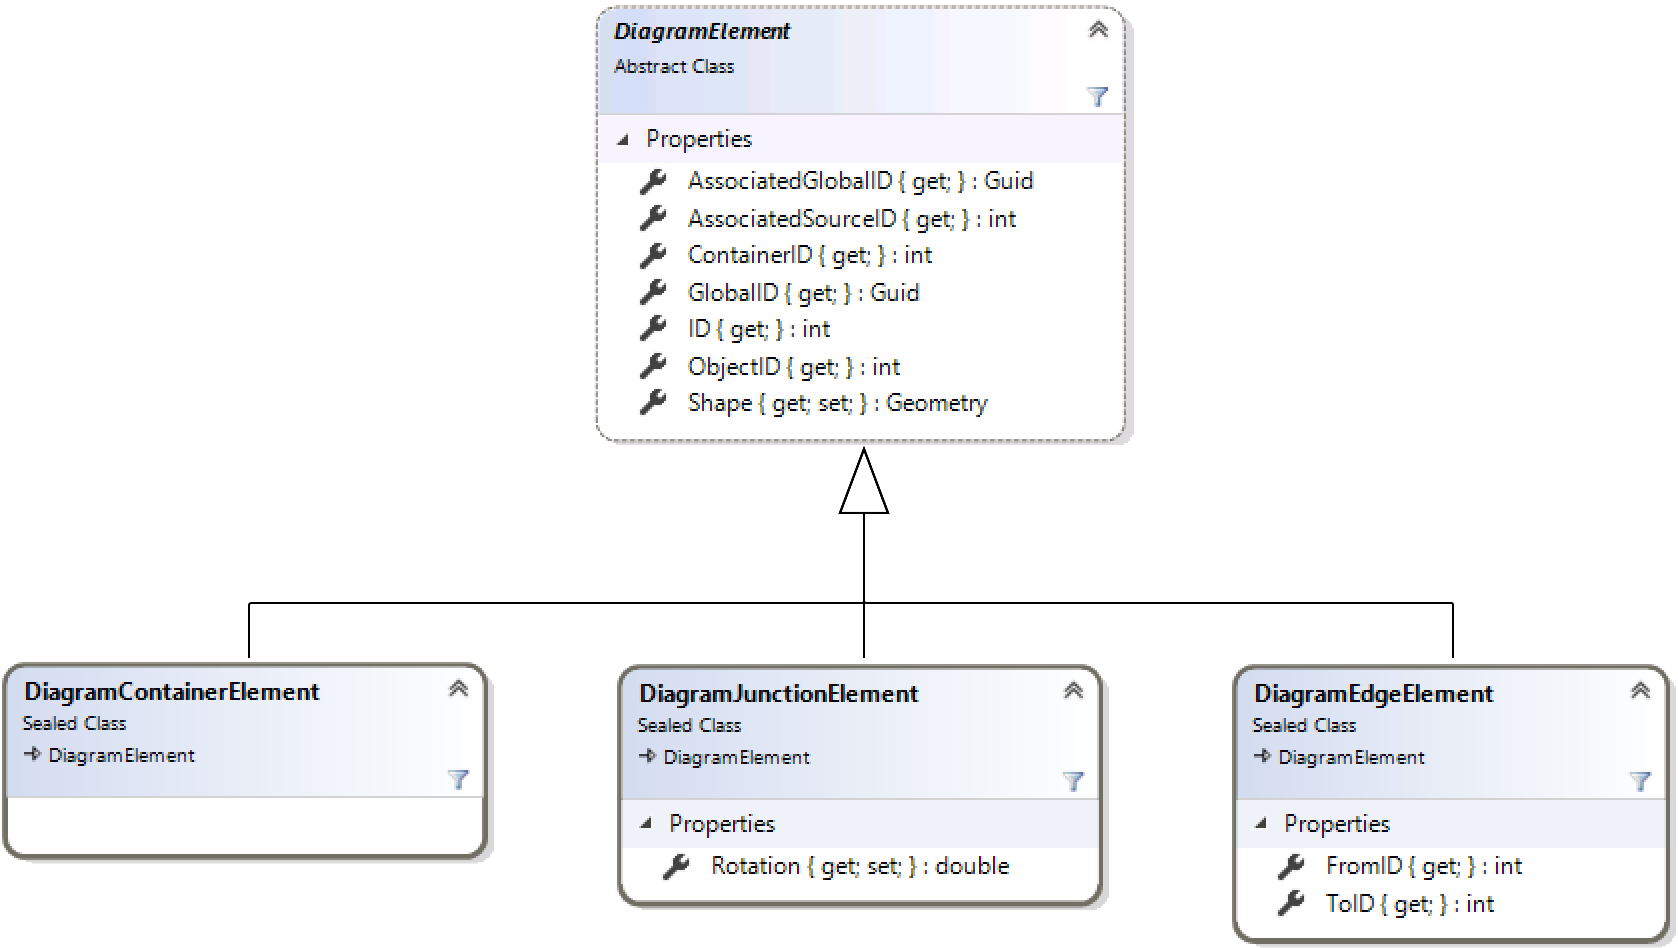 DiagramElement
Abstract Class
Properties
AssociatedGlobalID { get; } : Guid
AssociatedSourceID { get; } : int
ContainerID { get; } : int
GlobalID { get; } : Guid
ID { get; } : int
ObjectID { get; } : int
Shape { get; set; } : Geometry
DiagramContainerElement
Sealed Class
DiagramElement
DiagramJunctionElement
Sealed Class
DiagramElement
Properties
Rotation { get; set; } : double
DiagramEdgeElement
Sealed Class
DiagramElement
Properties
FromID { get; } : int
ToID { get; } : int